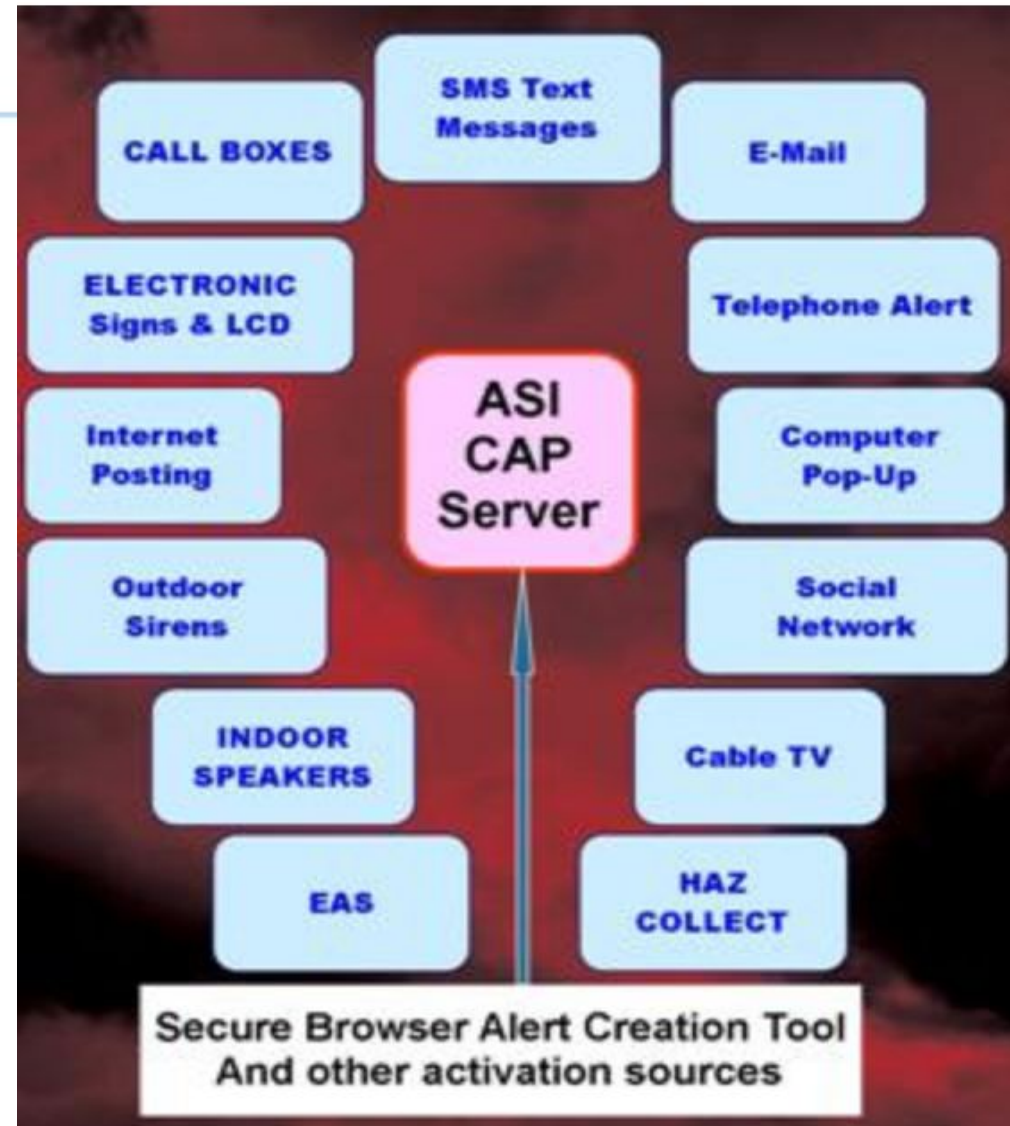 SMS Text
Messages
CALL BOXES
E-Mail
ELECTRONIC
Signs & LCD
Telephone Alert
ASI
CAP
Server
Internet
Posting
Computer
Pop-Up
Outdoor
Sirens
Social
Network
INDOOR
SPEAKERS
Cable TV
EAS
HAZ
COLLECT
Secure Browser Alert Creation Tool
And other activation sources